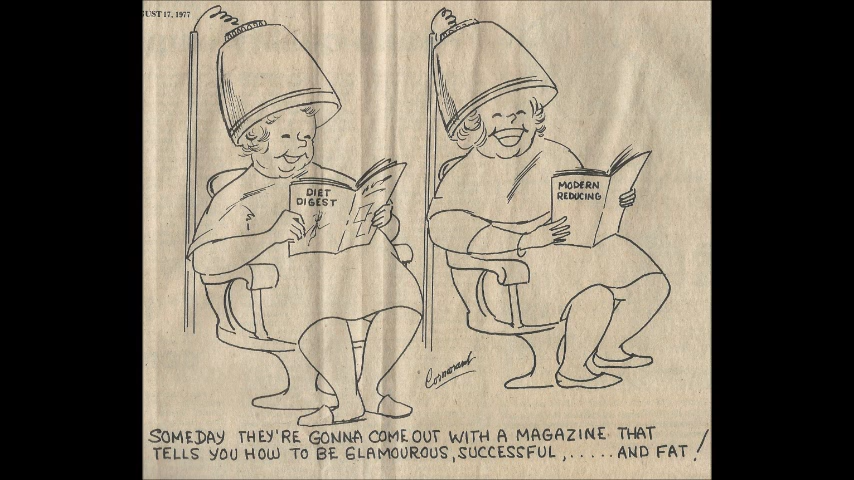 UST 17, 1977
DIET
DIGEST
MODERN
REDUCING
SOMEDAY THEY'RE GONNA COME OUT WITH A MAGAZINE THAT
TELLS YOU HOW TO BE GLAMOUROUS, SUCCESSFUL,.....AND FAT!